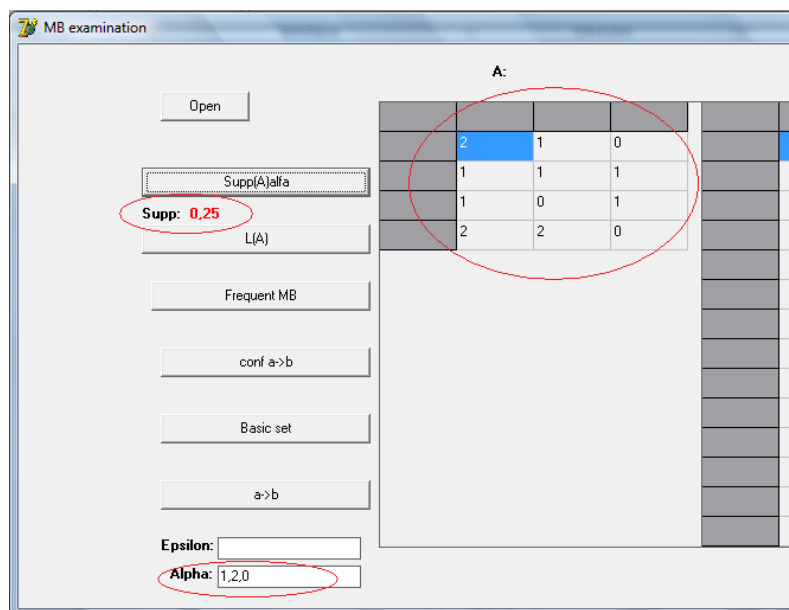 MB examination
A:
Open
2 1 0
Supp(A)alfa
1 1 1
Supp: 0,25
1 0 1
L(A)
2 2 0
Frequent MB
conf a->b
Basic set
a->b
Epsilon:
Alpha: 1,2,0